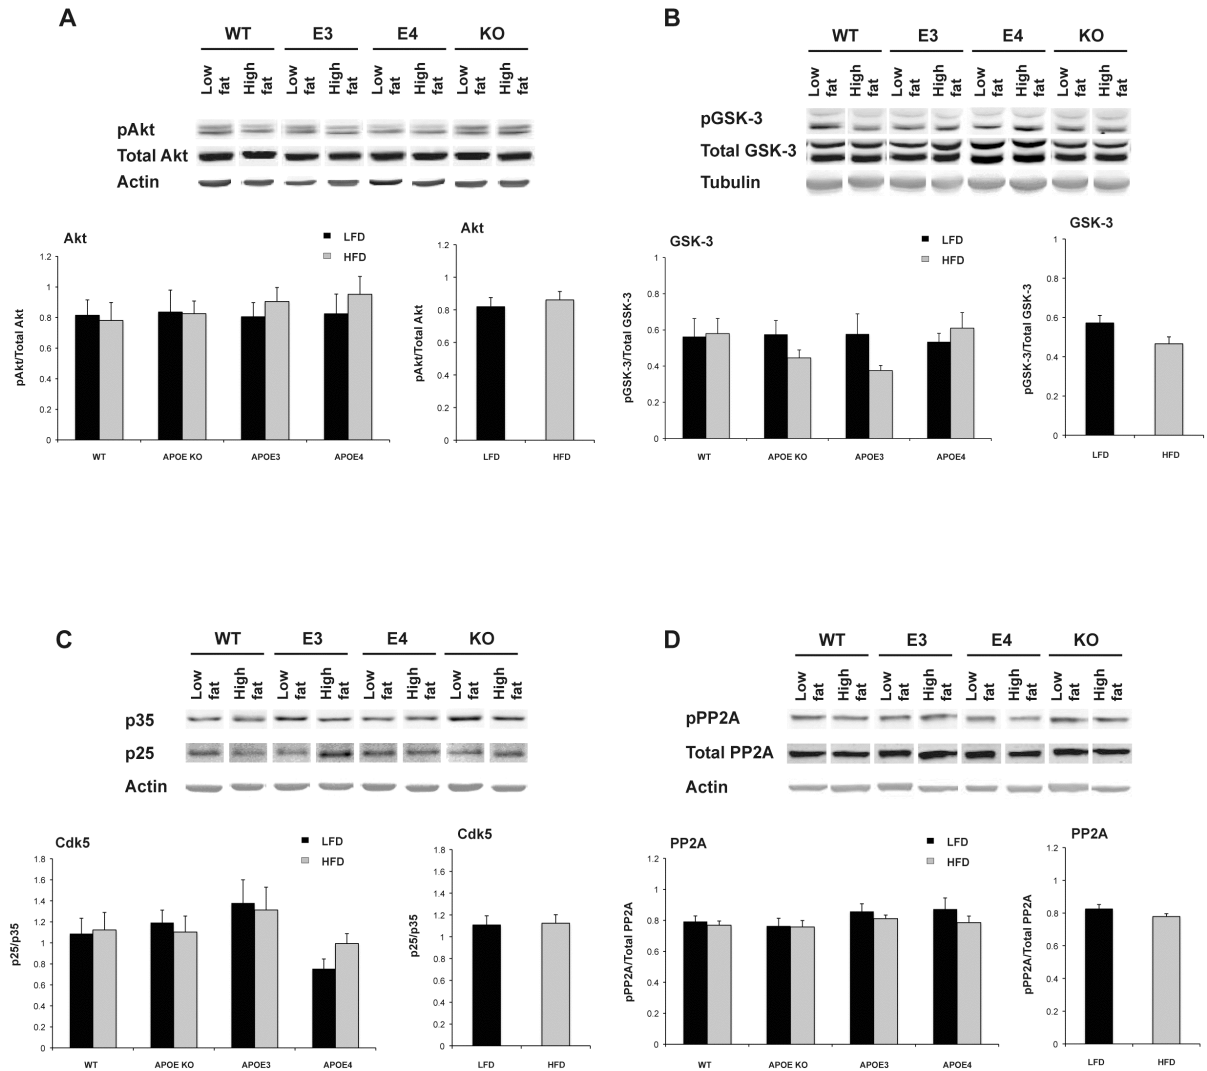 A
WT E3 E4 KO
Low fat High fat Low fat High fat Low fat High fat Low fat High fat
pAkt
Total Akt
Actin
Akt
LFD
HFD
pAkt/Total Akt
1.2
1
0.8
0.6
0.4
0.2
0
WT APOE KO APOE3 APOE4
Akt
pAkt/Total Akt
1.2
1
0.8
0.6
0.4
0.2
0
LFD HFD
B
WT E3 E4 KO
Low fat High fat Low fat High fat Low fat High fat Low fat High fat
pGSK-3
Total GSK-3
Tubulin
GSK-3
LFD
HFD
pGSK-3/Total GSK-3
1
0.8
0.6
0.4
0.2
0
WT APOE KO APOE3 APOE4
GSK-3
pGSK-3/Total GSK-3
1
0.8
0.6
0.4
0.2
0
LFD HFD
C
WT E3 E4 KO
Low fat High fat Low fat High fat Low fat High fat Low fat High fat
p35
p25
Actin
Cdk5
LFD
HFD
p25/p35
1.8
1.6
1.4
1.2
1
0.8
0.6
0.4
0.2
0
WT APOE KO APOE3 APOE4
Cdk5
p25/p35
1.8
1.6
1.4
1.2
1
0.8
0.6
0.4
0.2
0
LFD HFD
D
WT E3 E4 KO
Low fat High fat Low fat High fat Low fat High fat Low fat High fat
pPP2A
Total PP2A
Actin
PP2A
LFD
HFD
pPP2A/Total PP2A
1.2
1
0.8
0.6
0.4
0.2
0
WT APOE KO APOE3 APOE4
PP2A
pPP2A/Total PP2A
1.2
1
0.8
0.6
0.4
0.2
0
LFD HFD